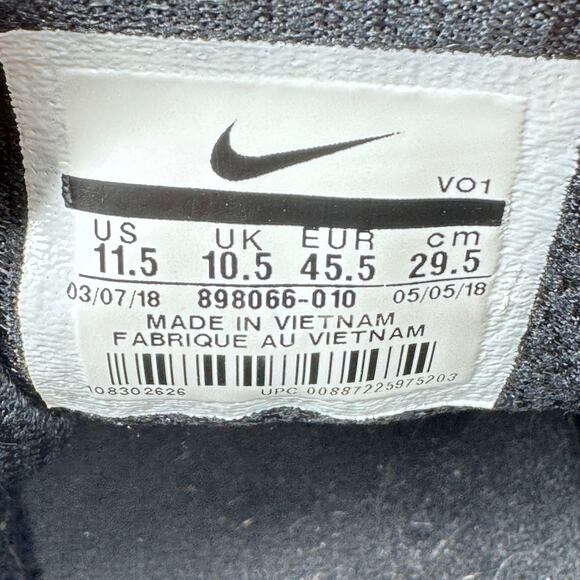 VO1
US UK EUR cm
11.5 10.5 45.5 29.5
03/07/18 898066-010 05/05/18
MADE IN VIETNAM
FABRIQUE AU VIETNAM
108302626 UPC 00887225975203